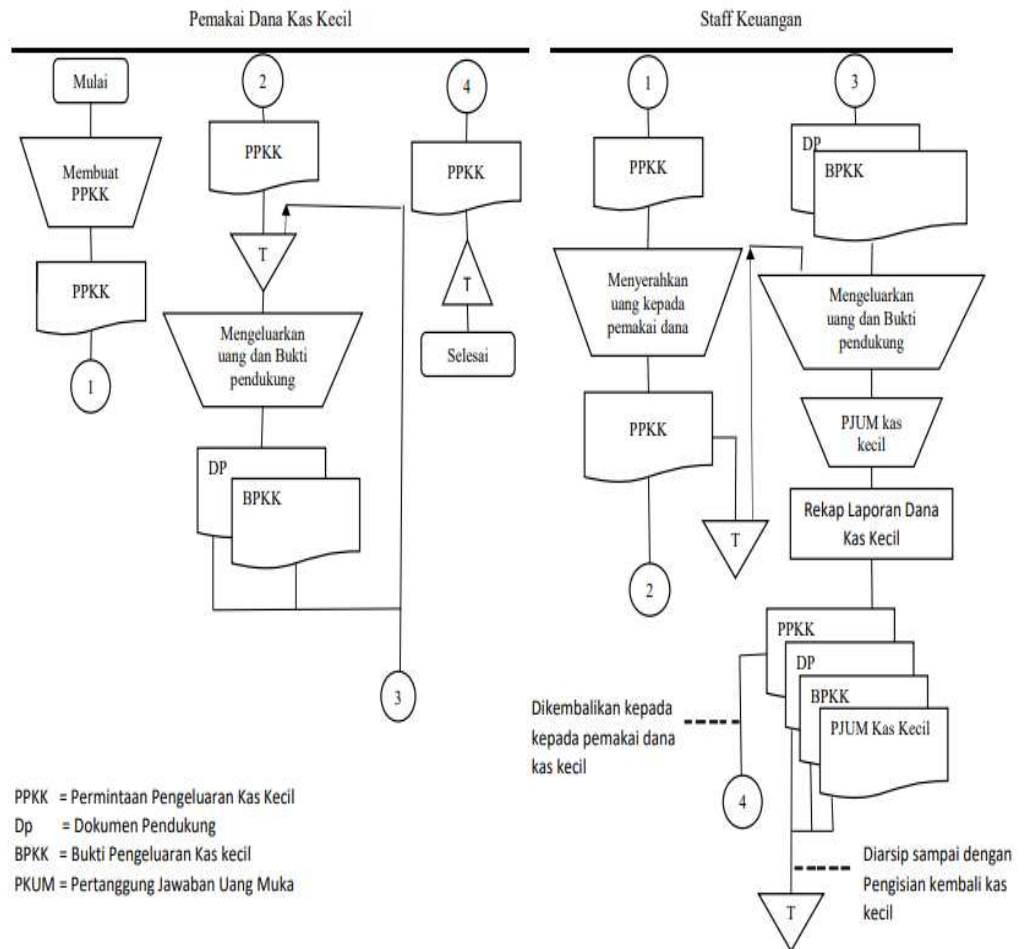 Pemakai Dana Kas Kecil
Mulai
Membuat
PPKK
PPKK
1
2
PPKK
T
Mengeluarkan
uang dan Bukti
pendukung
DP
BPKK
3
4
PPKK
T
Selesai
Staff Keuangan
1
PPKK
Menyerahkan
uang kepada
pemakai dana
PPKK
T
2
3
DP
BPKK
Mengeluarkan
uang dan Bukti
pendukung
PJUM kas
kecil
Rekap Laporan Dana
Kas Kecil
PPKK
DP
BPKK
PJUM Kas Kecil
Dikembalikan kepada
kepada pemakai dana
kas kecil
4
Diarsip sampai dengan
Pengisian kembali kas
kecil
T
PPKK = Permintaan Pengeluaran Kas Kecil
Dp = Dokumen Pendukung
BPKK = Bukti Pengeluaran Kas kecil
PKUM = Pertanggung Jawaban Uang Muka